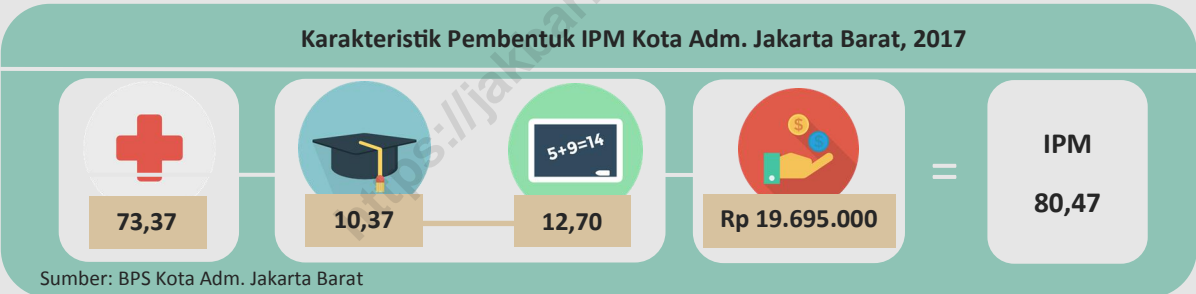 Karakteristik Pembentuk IPM Kota Adm. Jakarta Barat, 2017
5+9=14
$
$
IPM
73,37
10,37
12,70
Rp 19.695.000
=
80,47
Sumber: BPS Kota Adm. Jakarta Barat